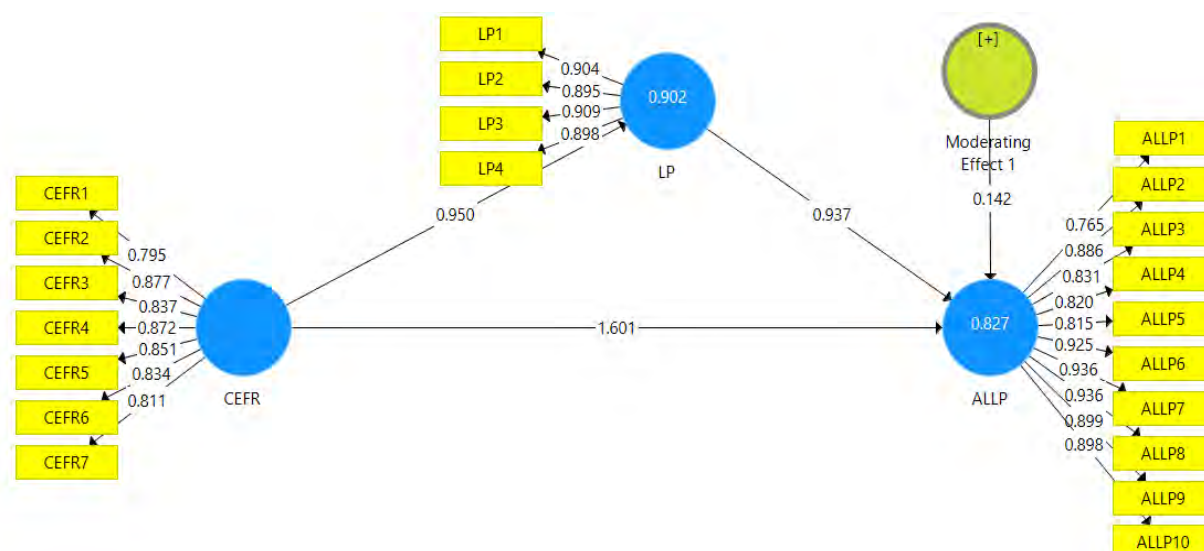 LP1
LP2
LP3
LP4
0.904
0.895
0.909
0.898
0.902
LP
[+]
Moderating
Effect 1
0.142
CEFR1
CEFR2
CEFR3
CEFR4
CEFR5
CEFR6
CEFR7
0.795
0.877
0.837
0.872
0.851
0.834
0.811
CEFR
0.950
0.937
1.601
0.827
ALLP
0.765
0.886
0.831
0.820
0.815
0.925
0.936
0.936
0.899
0.898
ALLP1
ALLP2
ALLP3
ALLP4
ALLP5
ALLP6
ALLP7
ALLP8
ALLP9
ALLP10